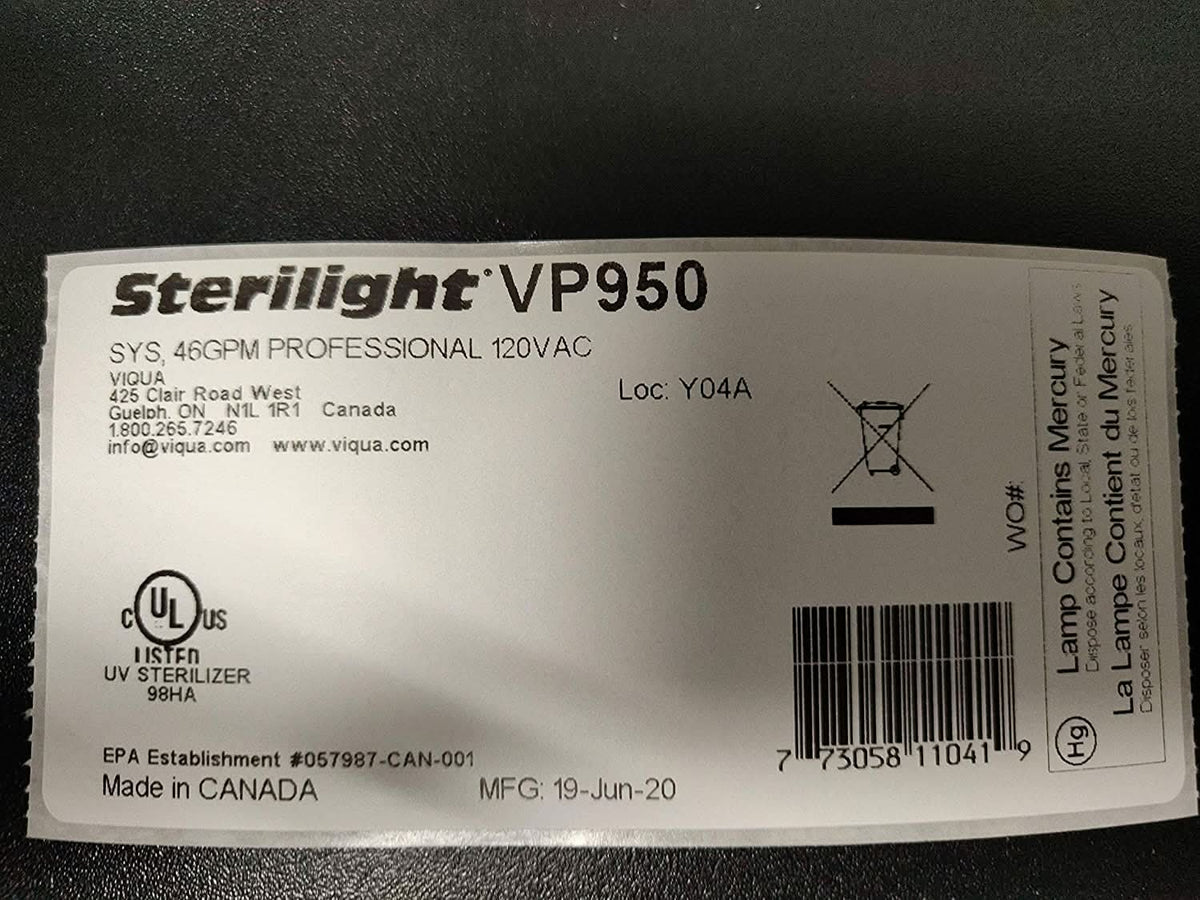 Sterilight VP950
SYS, 46GPM PROFESSIONAL 120VAC
VIQUA
425 Clair Road West
Guelph, ON N1L 1R1 Canada
1.800.265.7246
info@viqua.com www.viqua.com
Loc: Y04A
C UL US
LISTED
UV STERILIZER
98HA
EPA Establishment #057987-CAN-001
Made in CANADA
MFG: 19-Jun-20
7 73058 11041 9
WO#:
Hg
Lamp Contains Mercury
Dispose according to Local, State or Federal Laws
La Lampe Contient du Mercury
Disposer selon les locaux, d'etat ou de lois federales